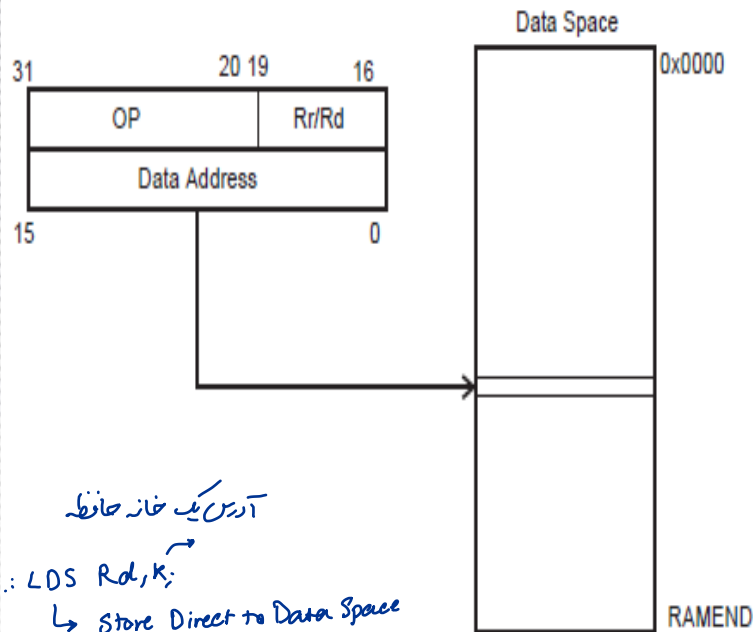 Data Space
0x0000
31 20 19 16
OP Rr/Rd
Data Address
15 0
آدرس یک خانه حافظه
.: LDS Rd, K;
↳ Store Direct to Data Space
RAMEND